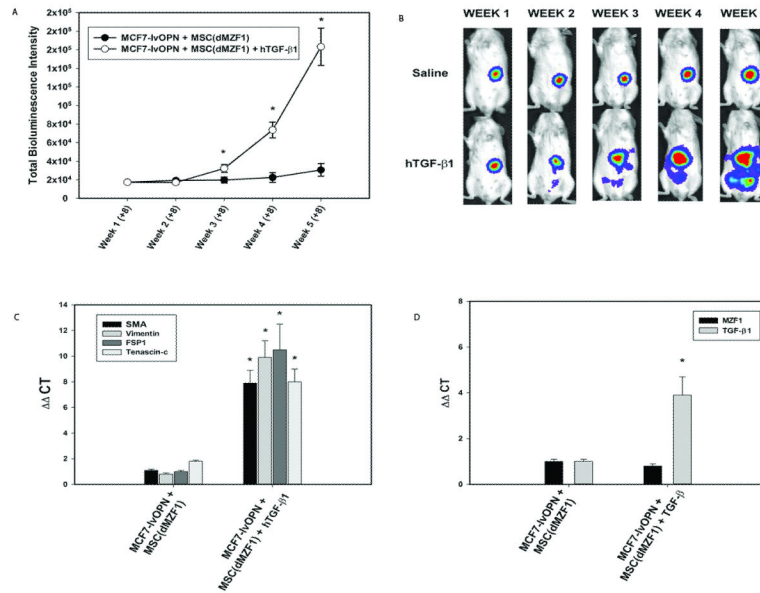 A
MCF7-lvOPN + MSC(dMZF1)
MCF7-lvOPN + MSC(dMZF1) + hTGF-β1
Total Bioluminescence Intensity
2x10⁵
2x10⁵
2x10⁵
1x10⁵
1x10⁵
8x10⁴
6x10⁴
4x10⁴
2x10⁴
0
* * *
Week 1 (+8)
Week 2 (+8)
Week 3 (+8)
Week 4 (+8)
Week 5 (+8)
B
WEEK 1 WEEK 2 WEEK 3 WEEK 4 WEEK
Saline
hTGF-β1
C
SMA
Vimentin
FSP1
Tenascin-c
ΔΔ CT
14
12
10
8
6
4
2
0
* * * *
MCF7-lvOPN +
MSC(dMZF1)
MCF7-lvOPN +
MSC(dMZF1) + hTGF-β1
D
MZF1
TGF-β1
ΔΔ CT
8
6
4
2
0
*
MCF7-lvOPN +
MSC(dMZF1)
MCF7-lvOPN +
MSC(dMZF1) + TGF-β